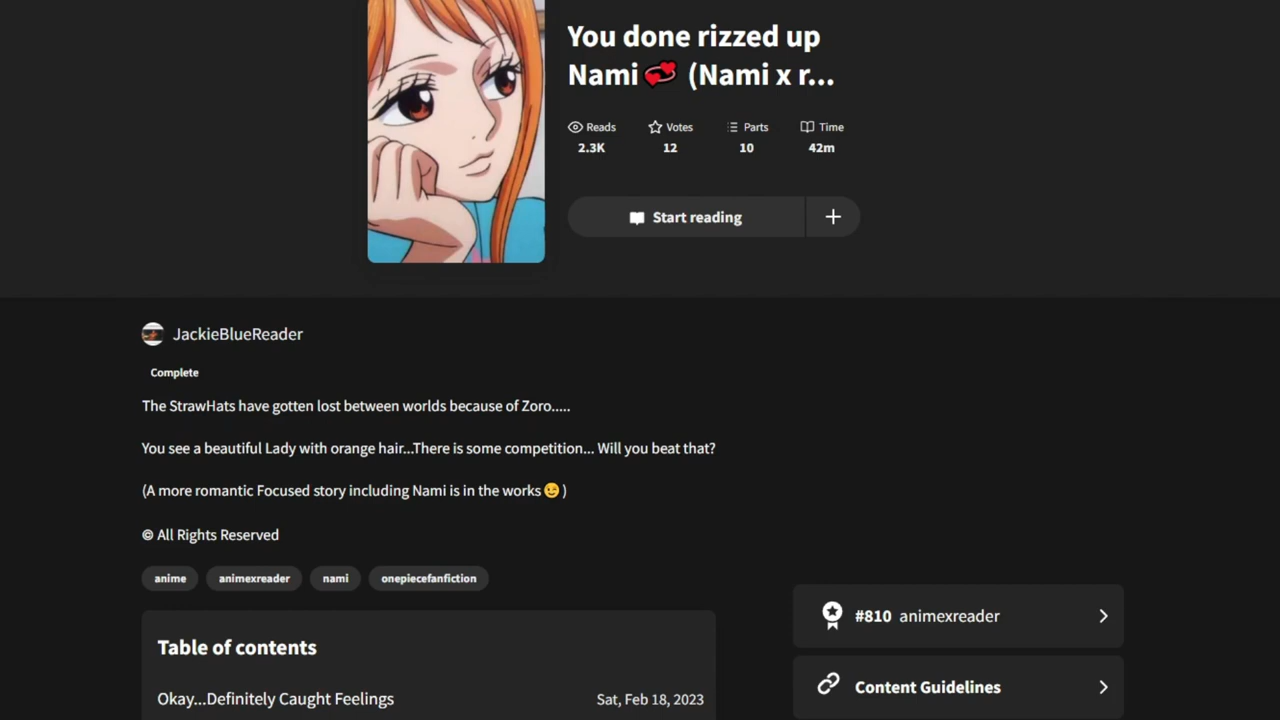 You done rizzed up
Nami💞 (Nami x r...
Reads Votes Parts Time
2.3K 12 10 42m
Start reading +
JackieBlueReader
Complete
The StrawHats have gotten lost between worlds because of Zoro.....
You see a beautiful Lady with orange hair...There is some competition... Will you beat that?
(A more romantic Focused story including Nami is in the works😉)
© All Rights Reserved
anime animexreader nami onepiecefanfiction
#810 animexreader
Table of contents
Content Guidelines
Okay...Definitely Caught Feelings Sat, Feb 18, 2023